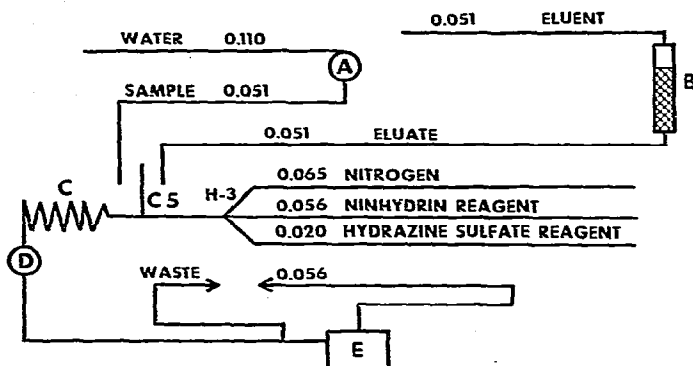 0.051 ELUENT
WATER 0.110
A
SAMPLE 0.051
B
0.051 ELUATE
C
C5
H-3
0.065 NITROGEN
0.056 NINHYDRIN REAGENT
0.020 HYDRAZINE SULFATE REAGENT
D
WASTE 0.056
E